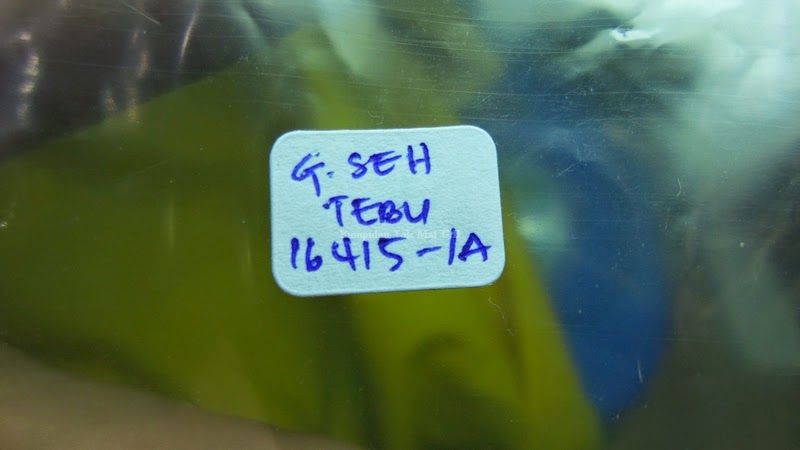 G. SEH
TEBU
16415-1A